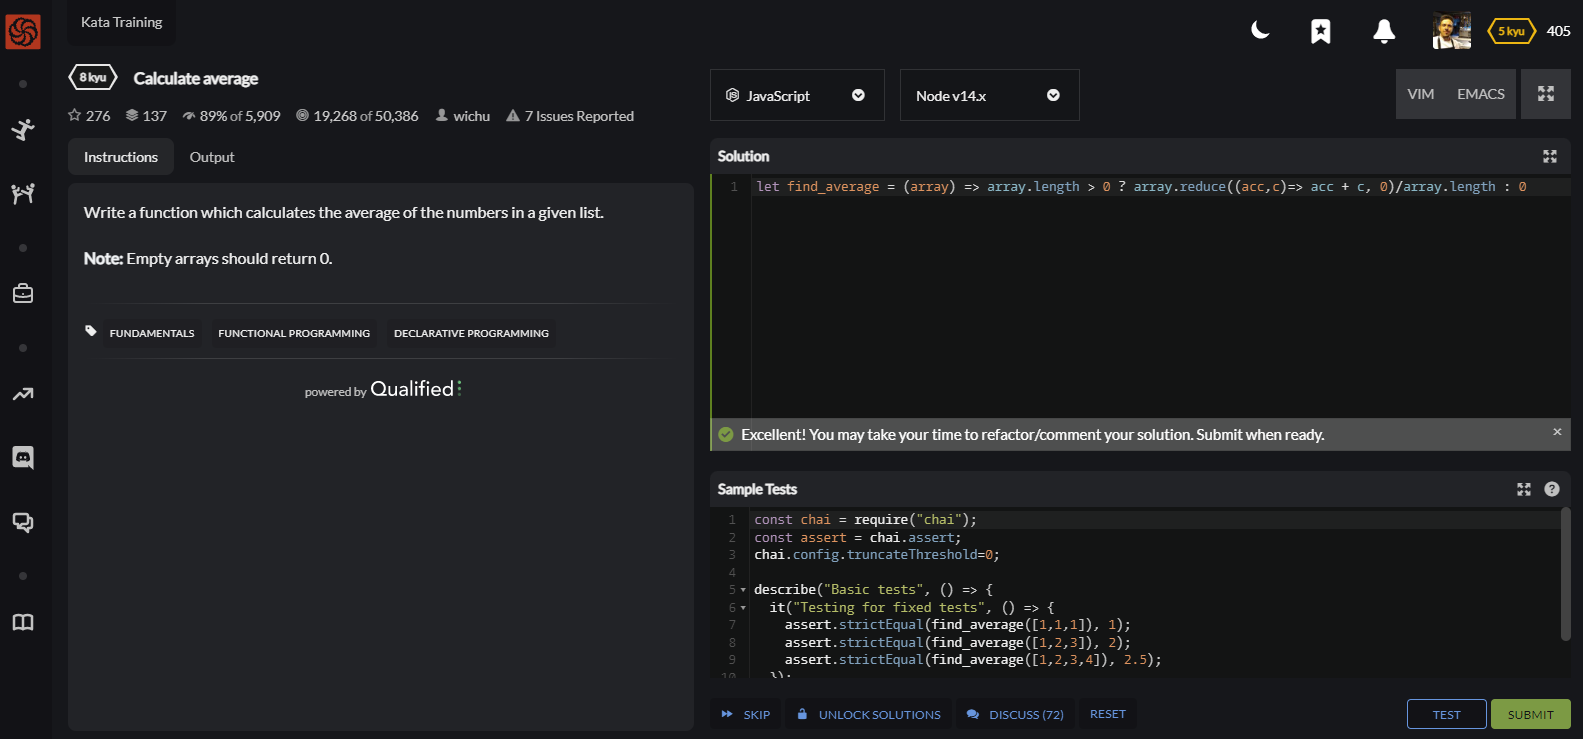 Kata Training
5 kyu
405
8 kyu
Calculate average
276 137 89% of 5,909 19,268 of 50,386 wichu 7 Issues Reported
Instructions Output
Write a function which calculates the average of the numbers in a given list.
Note: Empty arrays should return 0.
FUNDAMENTALS FUNCTIONAL PROGRAMMING DECLARATIVE PROGRAMMING
powered by Qualified
JavaScript
Node v14.x
VIM EMACS
Solution
1 let find_average = (array) => array.length > 0 ? array.reduce((acc,c)=> acc + c, 0)/array.length : 0
Excellent! You may take your time to refactor/comment your solution. Submit when ready.
Sample Tests
1 const chai = require("chai");
2 const assert = chai.assert;
3 chai.config.truncateThreshold=0;
4
5 describe("Basic tests", () => {
6 it("Testing for fixed tests", () => {
7 assert.strictEqual(find_average([1,1,1]), 1);
8 assert.strictEqual(find_average([1,2,3]), 2);
9 assert.strictEqual(find_average([1,2,3,4]), 2.5);
10 });
SKIP UNLOCK SOLUTIONS DISCUSS (72) RESET
TEST SUBMIT